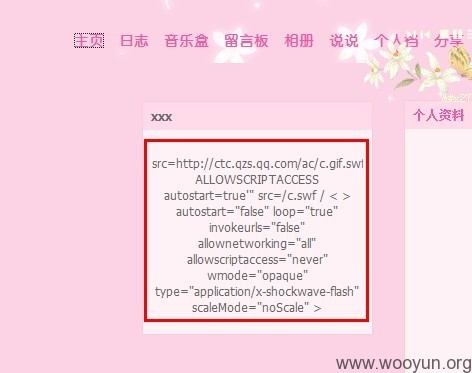 主页 日志 音乐盒 留言板 相册 说说 个人档 分享
xxx
个人资料
src=http://ctc.qzs.qq.com/ac/c.gif.swf
ALLOWSCRIPTACCESS
autostart=true'" src=/c.swf / < >
autostart="false" loop="true"
invokeurls="false"
allownetworking="all"
allowscriptaccess="never"
wmode="opaque"
type="application/x-shockwave-flash"
scaleMode="noScale" >
www.wooyun.org